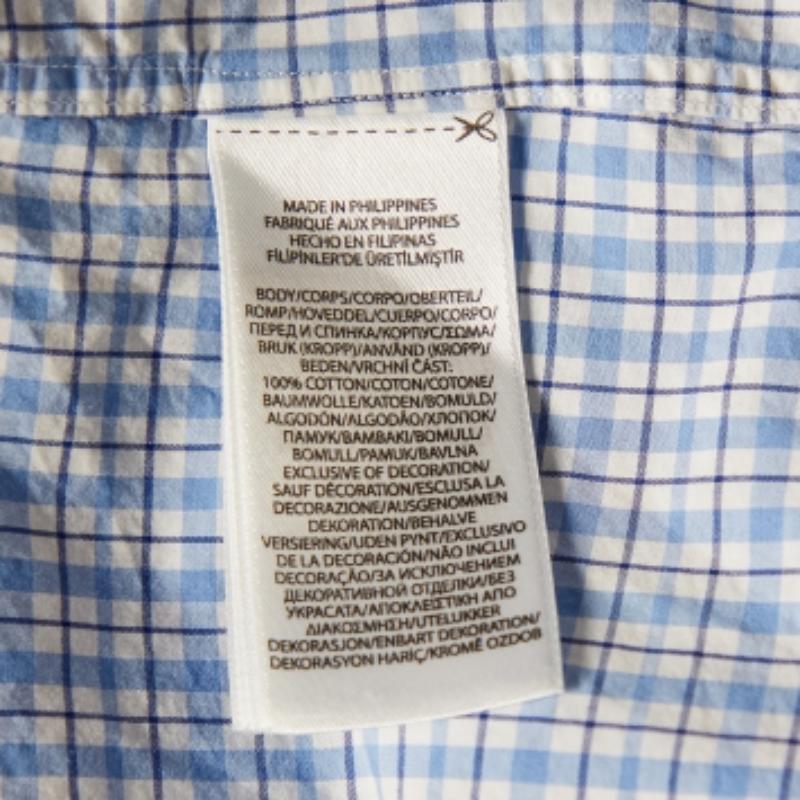 MADE IN PHILIPPINES
FABRIQUÉ AUX PHILIPPINES
HECHO EN FILIPINAS
FİLİPİNLER'DE ÜRETİLMİŞTİR
BODY/CORPS/CORPO/OBERTEIL/
ROMP/HOVEDDEL/CUERPO/CORPO/
ПЕРЕД И СПИНКА/КОРПУС/ΣΩΜΑ/
BRUK (KROPP)/ANVÄND (KROPP)/
BEDEN/VRCHNÍ ČÁST:
100% COTTON/COTON/COTONE/
BAUMWOLLE/KATOEN/BOMULD/
ALGODÓN/ALGODÃO/ХЛОПОК/
ПАМУК/ΒΑΜΒΑΚΙ/BOMULL/
BOMULL/PAMUK/BAVLNA
EXCLUSIVE OF DECORATION/
SAUF DÉCORATION/ESCLUSA LA
DECORAZIONE/AUSGENOMMEN
DEKORATION/BEHALVE
VERSIERING/UDEN PYNT/EXCLUSIVO
DE LA DECORACIÓN/NÃO INCLUI
DECORAÇÃO/ЗА ИСКЛЮЧЕНИЕМ
ДЕКОРАТИВНОЙ ОТДЕЛКИ/БЕЗ
УКРАСАТА/ΑΠΟΚΛΕΙΣΤΙΚΗ ΑΠΟ
ΔΙΑΚΟΣΜΗΣΗ/UTELUKKER
DEKORASJON/ENBART DEKORATION/
DEKORASYON HARİÇ/KROMĚ OZDOB